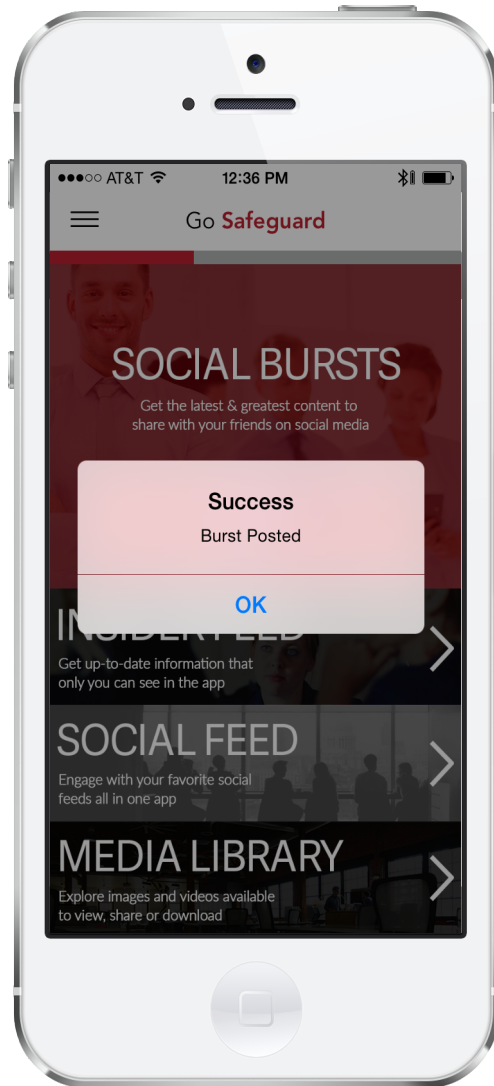 AT&T 12:36 PM
Go Safeguard
SOCIAL BURSTS
Get the latest & greatest content to
share with your friends on social media
Success
Burst Posted
OK
Get up-to-date information that
only you can see in the app
SOCIAL FEED
Engage with your favorite social
feeds all in one app
MEDIA LIBRARY
Explore images and videos available
to view, share or download